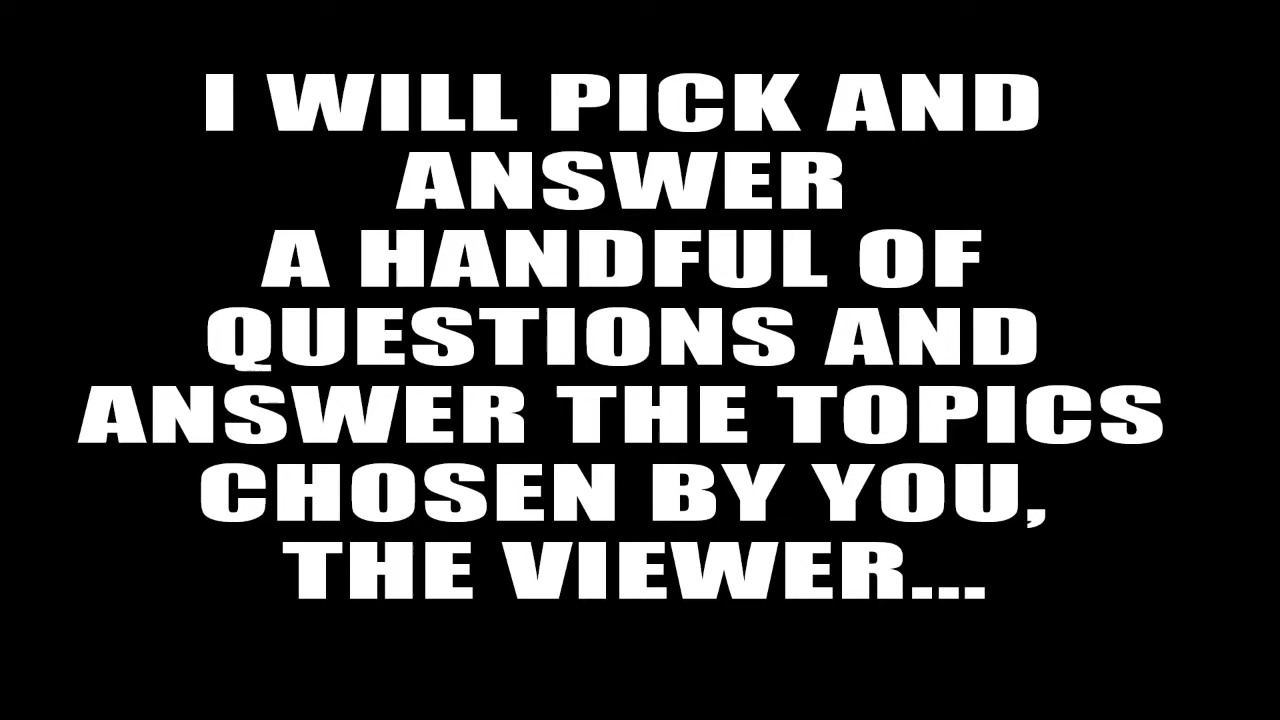 I WILL PICK AND
ANSWER
A HANDFUL OF
QUESTIONS AND
ANSWER THE TOPICS
CHOSEN BY YOU,
THE VIEWER...